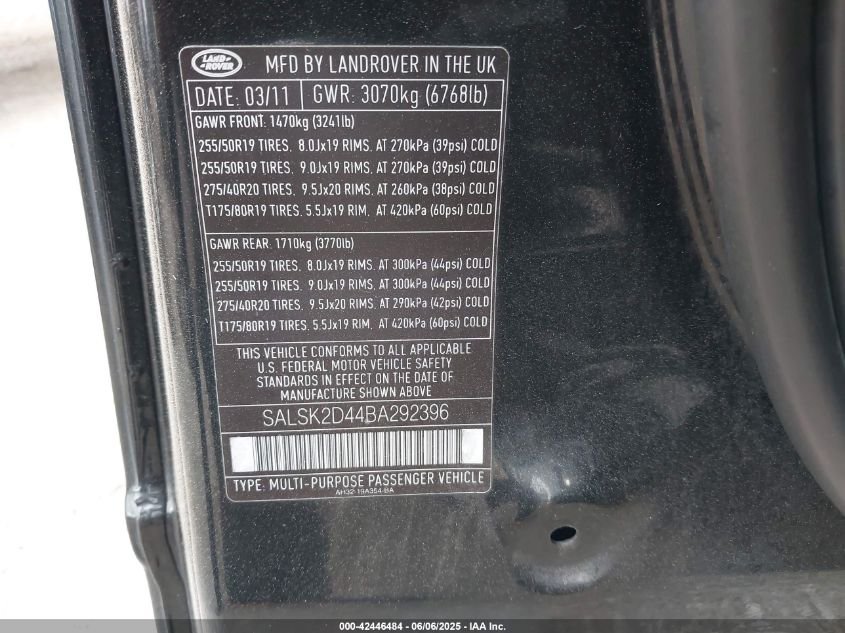 LAND-
ROVER
MFD BY LANDROVER IN THE UK
DATE: 03/11 GWR: 3070kg (6768lb)
GAWR FRONT: 1470kg (3241lb)
255/50R19 TIRES. 8.0Jx19 RIMS. AT 270kPa (39psi) COLD
255/50R19 TIRES. 9.0Jx19 RIMS. AT 270kPa (39psi) COLD
275/40R20 TIRES. 9.5Jx20 RIMS. AT 260kPa (38psi) COLD
T175/80R19 TIRES. 5.5Jx19 RIM. AT 420kPa (60psi) COLD
GAWR REAR: 1710kg (3770lb)
255/50R19 TIRES. 8.0Jx19 RIMS. AT 300kPa (44psi) COLD
255/50R19 TIRES. 9.0Jx19 RIMS. AT 300kPa (44psi) COLD
275/40R20 TIRES. 9.5Jx20 RIMS. AT 290kPa (42psi) COLD
T175/80R19 TIRES. 5.5Jx19 RIM. AT 420kPa (60psi) COLD
THIS VEHICLE CONFORMS TO ALL APPLICABLE
U.S. FEDERAL MOTOR VEHICLE SAFETY
STANDARDS IN EFFECT ON THE DATE OF
MANUFACTURE SHOWN ABOVE
SALSK2D44BA292396
TYPE: MULTI-PURPOSE PASSENGER VEHICLE
AH32-19A354-BA
000-42446484 | 06/06/2025 - IAA Inc.